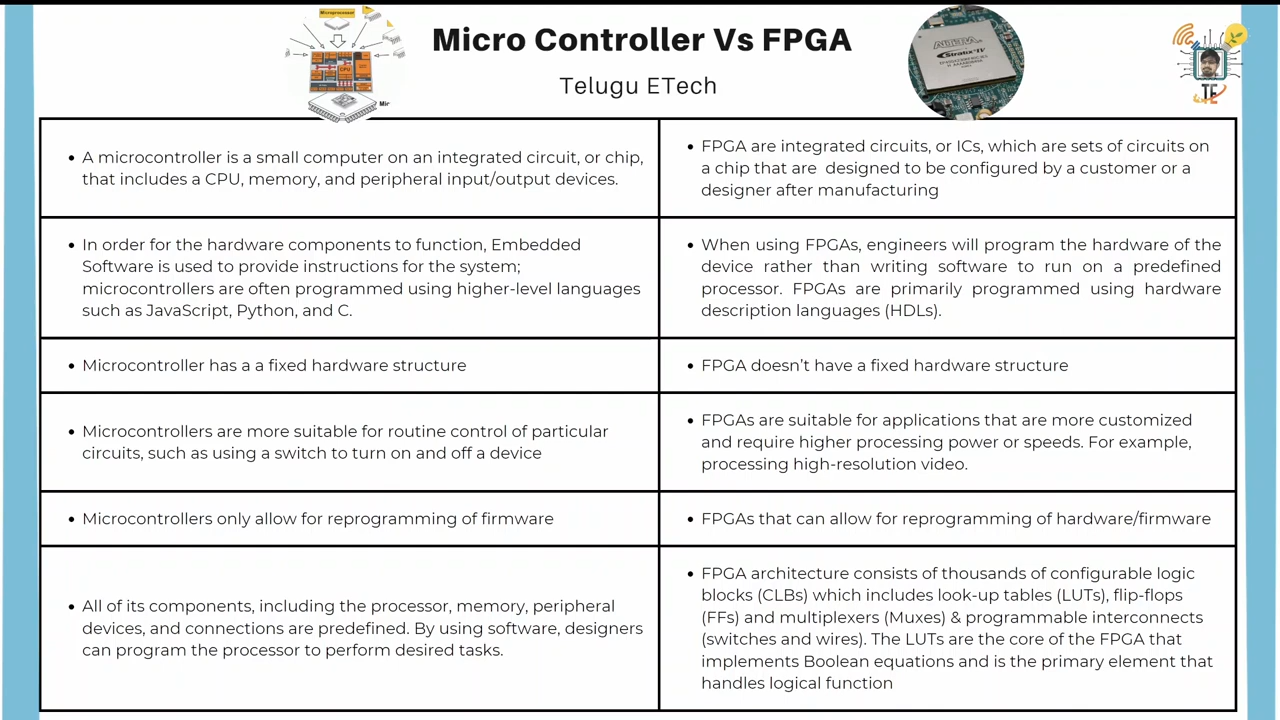 Microprocessor
Micro Controller Vs FPGA
Telugu ETech
CPU
Mir
ALTERA
Stratix IV
TE
• A microcontroller is a small computer on an integrated circuit, or chip,
that includes a CPU, memory, and peripheral input/output devices.
• FPGA are integrated circuits, or ICs, which are sets of circuits on
a chip that are designed to be configured by a customer or a
designer after manufacturing
• In order for the hardware components to function, Embedded
Software is used to provide instructions for the system;
microcontrollers are often programmed using higher-level languages
such as JavaScript, Python, and C.
• When using FPGAs, engineers will program the hardware of the
device rather than writing software to run on a predefined
processor. FPGAs are primarily programmed using hardware
description languages (HDLs).
• Microcontroller has a a fixed hardware structure
• FPGA doesn't have a fixed hardware structure
• Microcontrollers are more suitable for routine control of particular
circuits, such as using a switch to turn on and off a device
• FPGAs are suitable for applications that are more customized
and require higher processing power or speeds. For example,
processing high-resolution video.
• Microcontrollers only allow for reprogramming of firmware
• FPGAs that can allow for reprogramming of hardware/firmware
• All of its components, including the processor, memory, peripheral
devices, and connections are predefined. By using software, designers
can program the processor to perform desired tasks.
• FPGA architecture consists of thousands of configurable logic
blocks (CLBs) which includes look-up tables (LUTs), flip-flops
(FFs) and multiplexers (Muxes) & programmable interconnects
(switches and wires). The LUTs are the core of the FPGA that
implements Boolean equations and is the primary element that
handles logical function